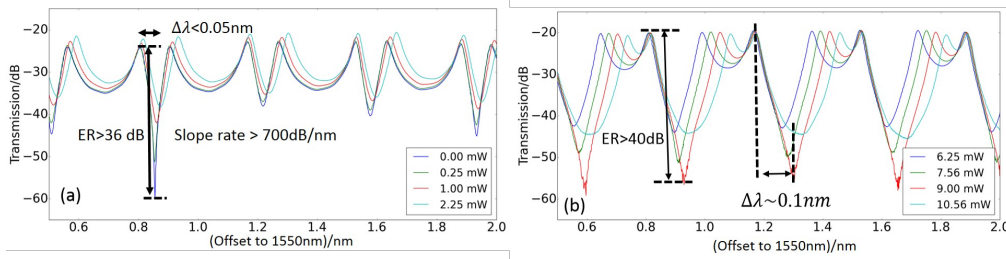 Δλ<0.05nm
−20
−30
−40
−50
−60
Transmission/dB
ER>36 dB
Slope rate > 700dB/nm
0.00 mW
0.25 mW
1.00 mW
2.25 mW
(a)
0.6 0.8 1.0 1.2 1.4 1.6 1.8 2.0
(Offset to 1550nm)/nm
−20
−30
−40
−50
−60
Transmission/dB
ER>40dB
Δλ~0.1nm
6.25 mW
7.56 mW
9.00 mW
10.56 mW
(b)
0.6 0.8 1.0 1.2 1.4 1.6 1.8 2.0
(Offset to 1550nm)/nm